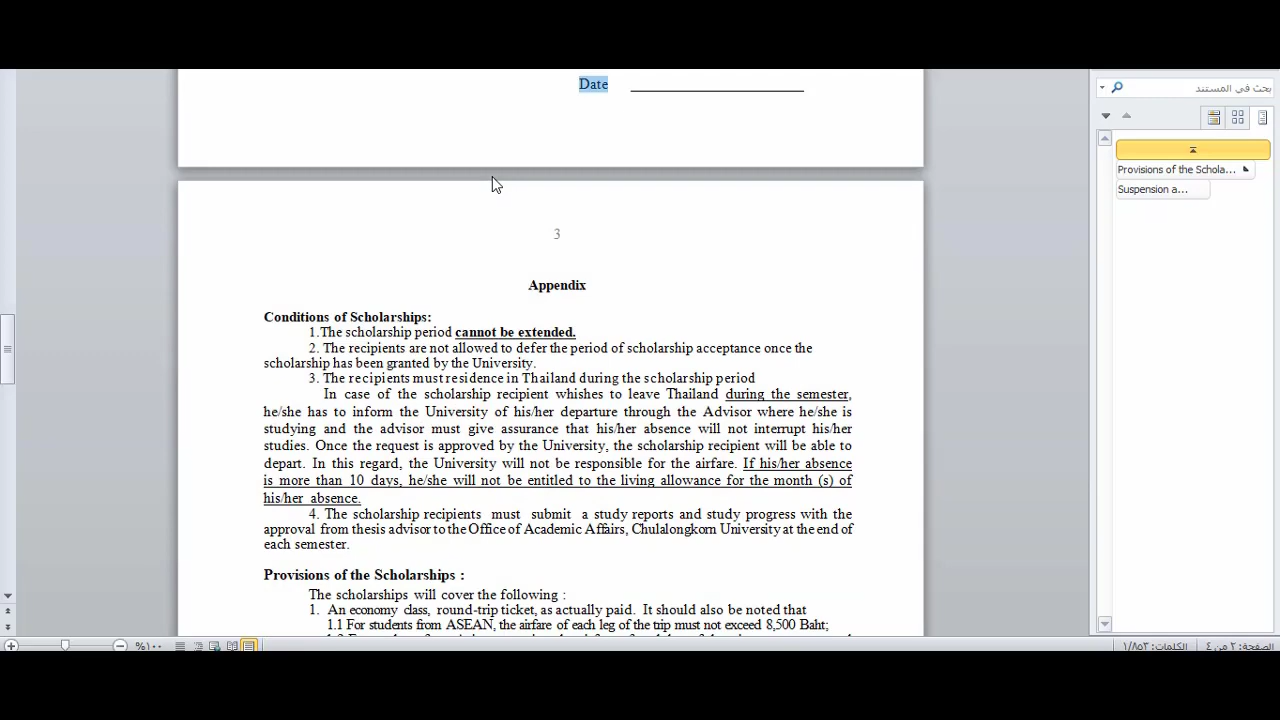 Date
بحث في المستند
Provisions of the Schola...
Suspension a...
3
Appendix
Conditions of Scholarships:
1.The scholarship period cannot be extended.
2. The recipients are not allowed to defer the period of scholarship acceptance once the
scholarship has been granted by the University.
3. The recipients must residence in Thailand during the scholarship period
In case of the scholarship recipient whishes to leave Thailand during the semester,
he/she has to inform the University of his/her departure through the Advisor where he/she is
studying and the advisor must give assurance that his/her absence will not interrupt his/her
studies. Once the request is approved by the University, the scholarship recipient will be able to
depart. In this regard, the University will not be responsible for the airfare. If his/her absence
is more than 10 days, he/she will not be entitled to the living allowance for the month (s) of
his/her absence.
4. The scholarship recipients must submit a study reports and study progress with the
approval from thesis advisor to the Office of Academic Affairs, Chulalongkorn University at the end of
each semester.
Provisions of the Scholarships :
The scholarships will cover the following :
1. An economy class, round-trip ticket, as actually paid. It should also be noted that
1.1 For students from ASEAN, the airfare of each leg of the trip must not exceed 8,500 Baht;
%١٠٠
الكلمات: ١/٨٥٣
الصفحة: ٢ من ٤